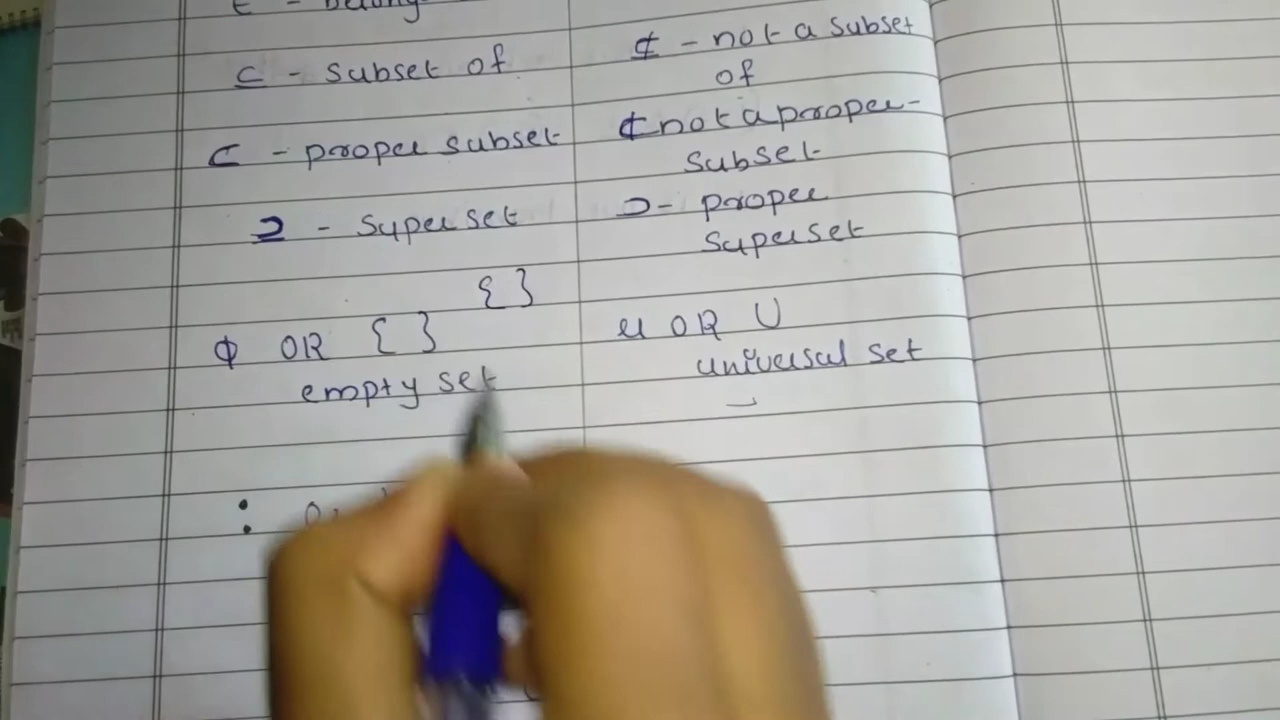 ⊆ - subset of
⊈ - not a subset
of
⊂ - proper subset
⊄ not a proper-
subset
⊇ - Superset
⊃ - proper
superset
{ }
φ OR { }
empty set
μ OR U
universal set
: